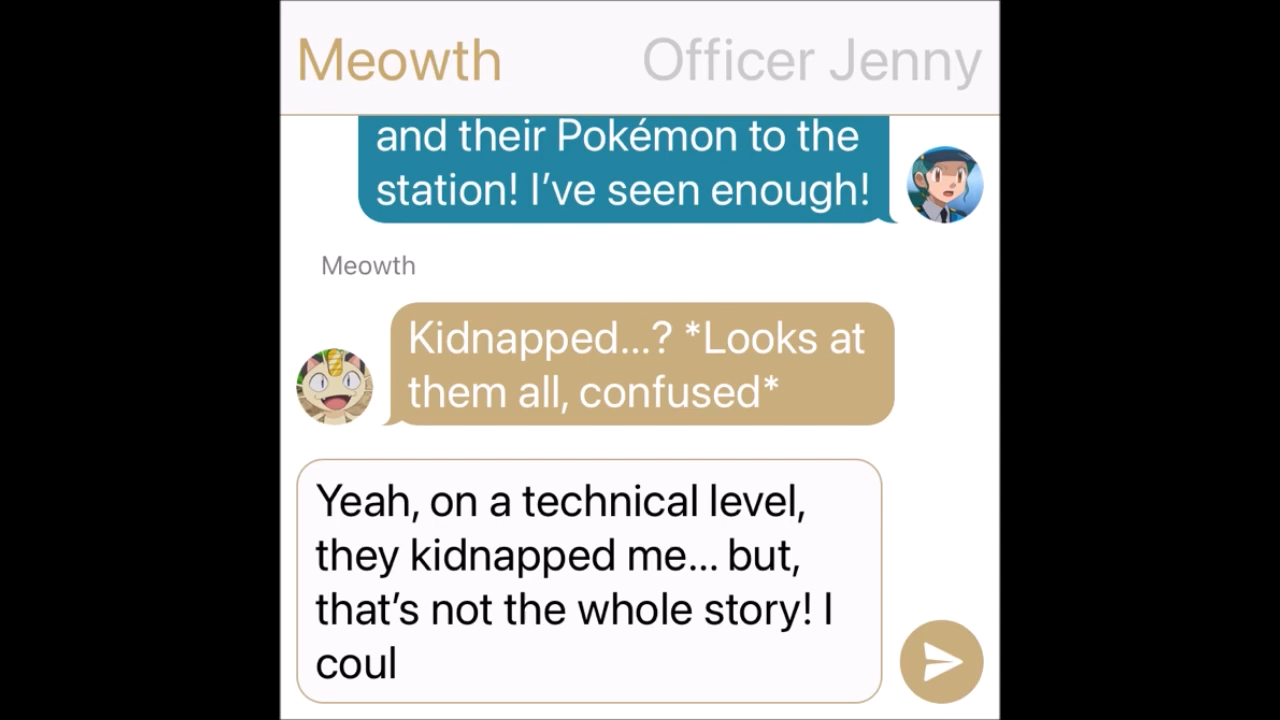 Meowth Officer Jenny
and their Pokémon to the
station! I’ve seen enough!
Meowth
Kidnapped...? *Looks at
them all, confused*
Yeah, on a technical level,
they kidnapped me... but,
that’s not the whole story! I
coul